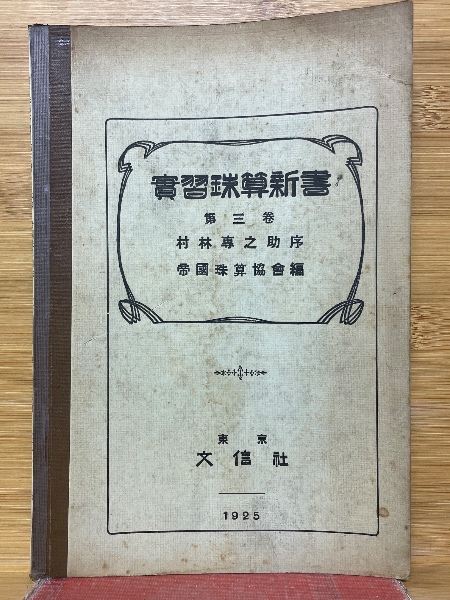 實習珠算新書
第三卷
村林專之助序
帝國珠算協會編
東京
文信社
1925